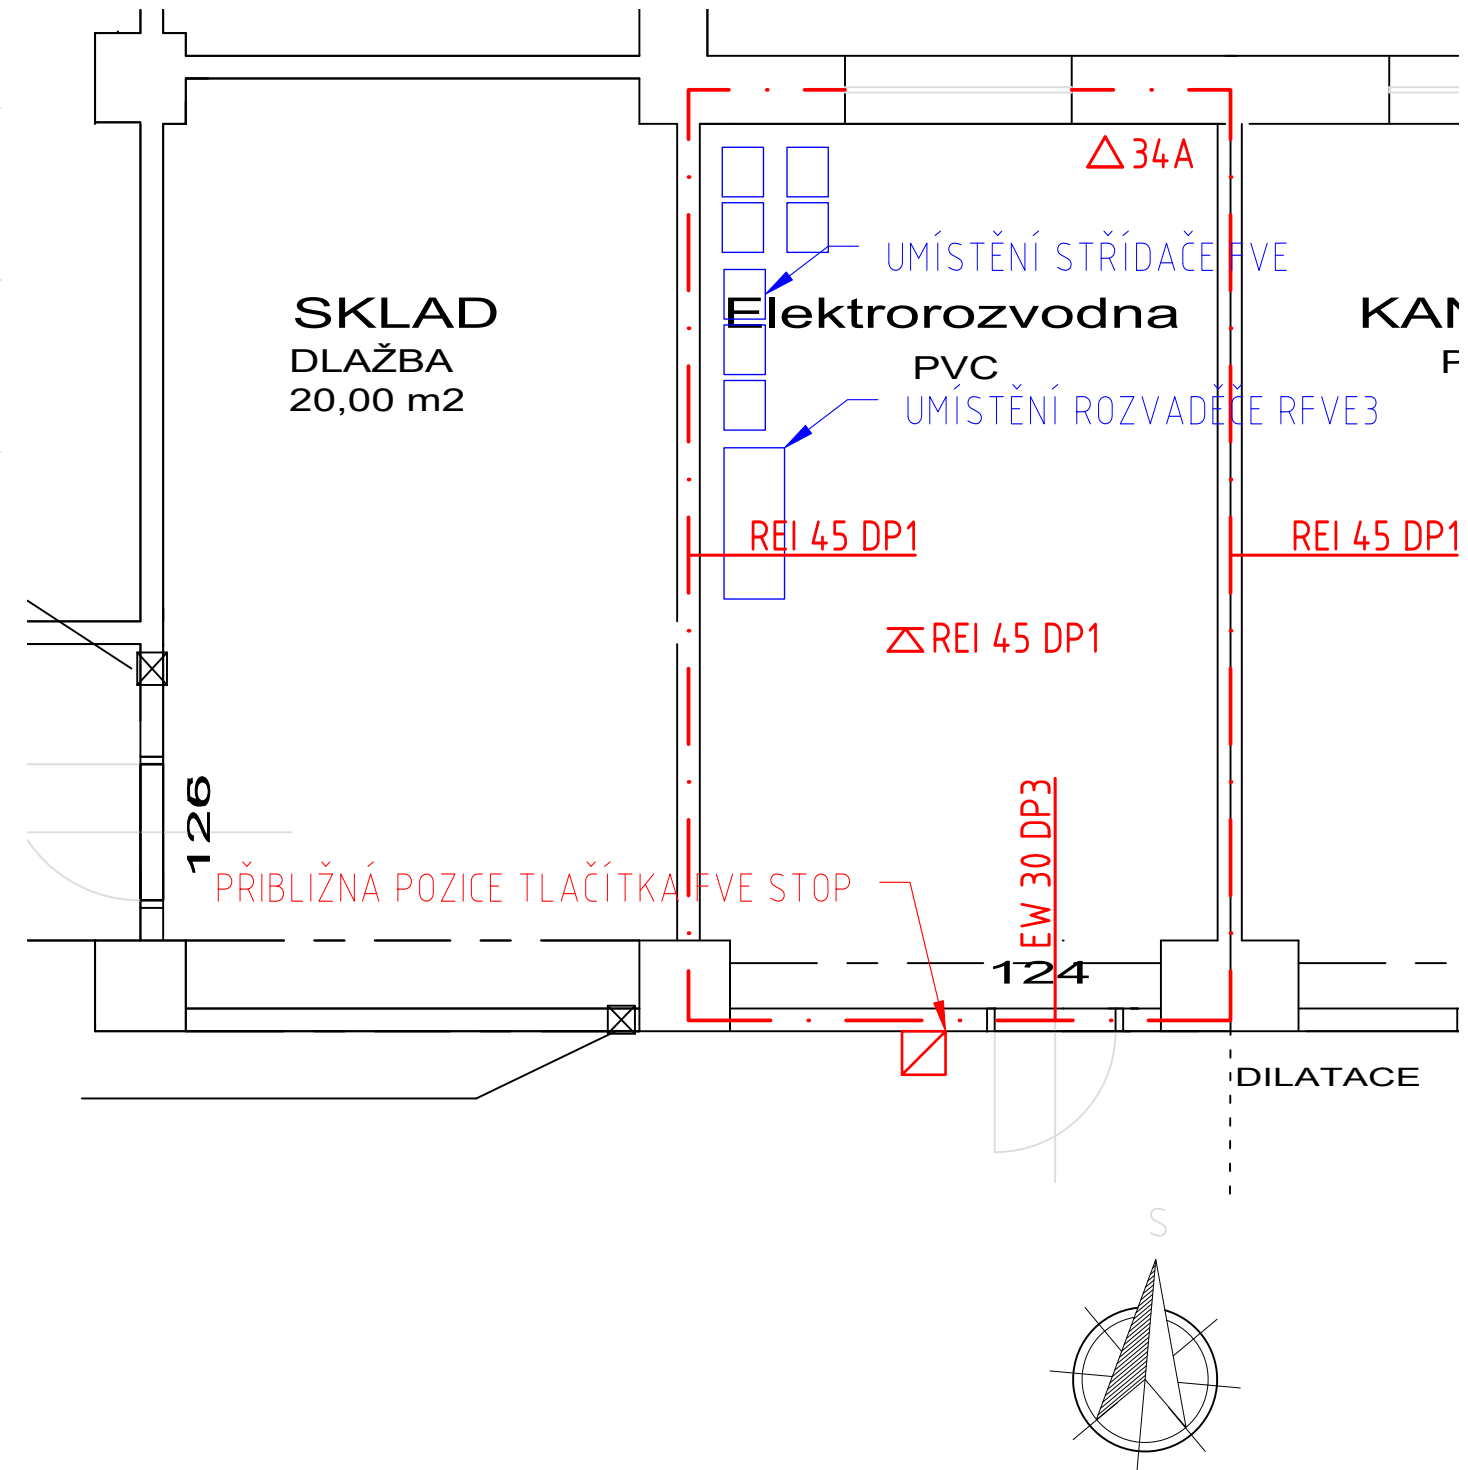 34A
UMÍSTĚNÍ STŘÍDAČE FVE
SKLAD
DLAŽBA
20,00 m2
Elektrorozvodna
PVC
KAN
P
UMÍSTĚNÍ ROZVADĚČE RFVE3
REI 45 DP1
REI 45 DP1
REI 45 DP1
126
EW 30 DP3
PŘIBLIŽNÁ POZICE TLAČÍTKA FVE STOP
124
DILATACE
S